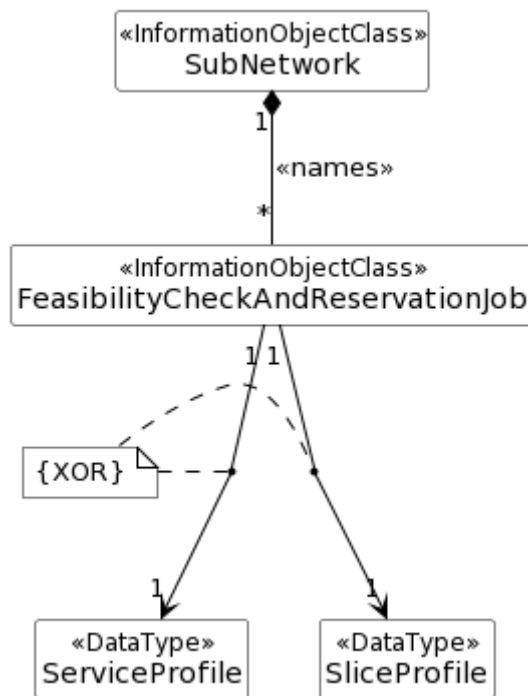 «InformationObjectClass»
SubNetwork
1
«names»
*
«InformationObjectClass»
FeasibilityCheckAndReservationJob
1 1
{XOR}
1 1
«DataType»
ServiceProfile
«DataType»
SliceProfile